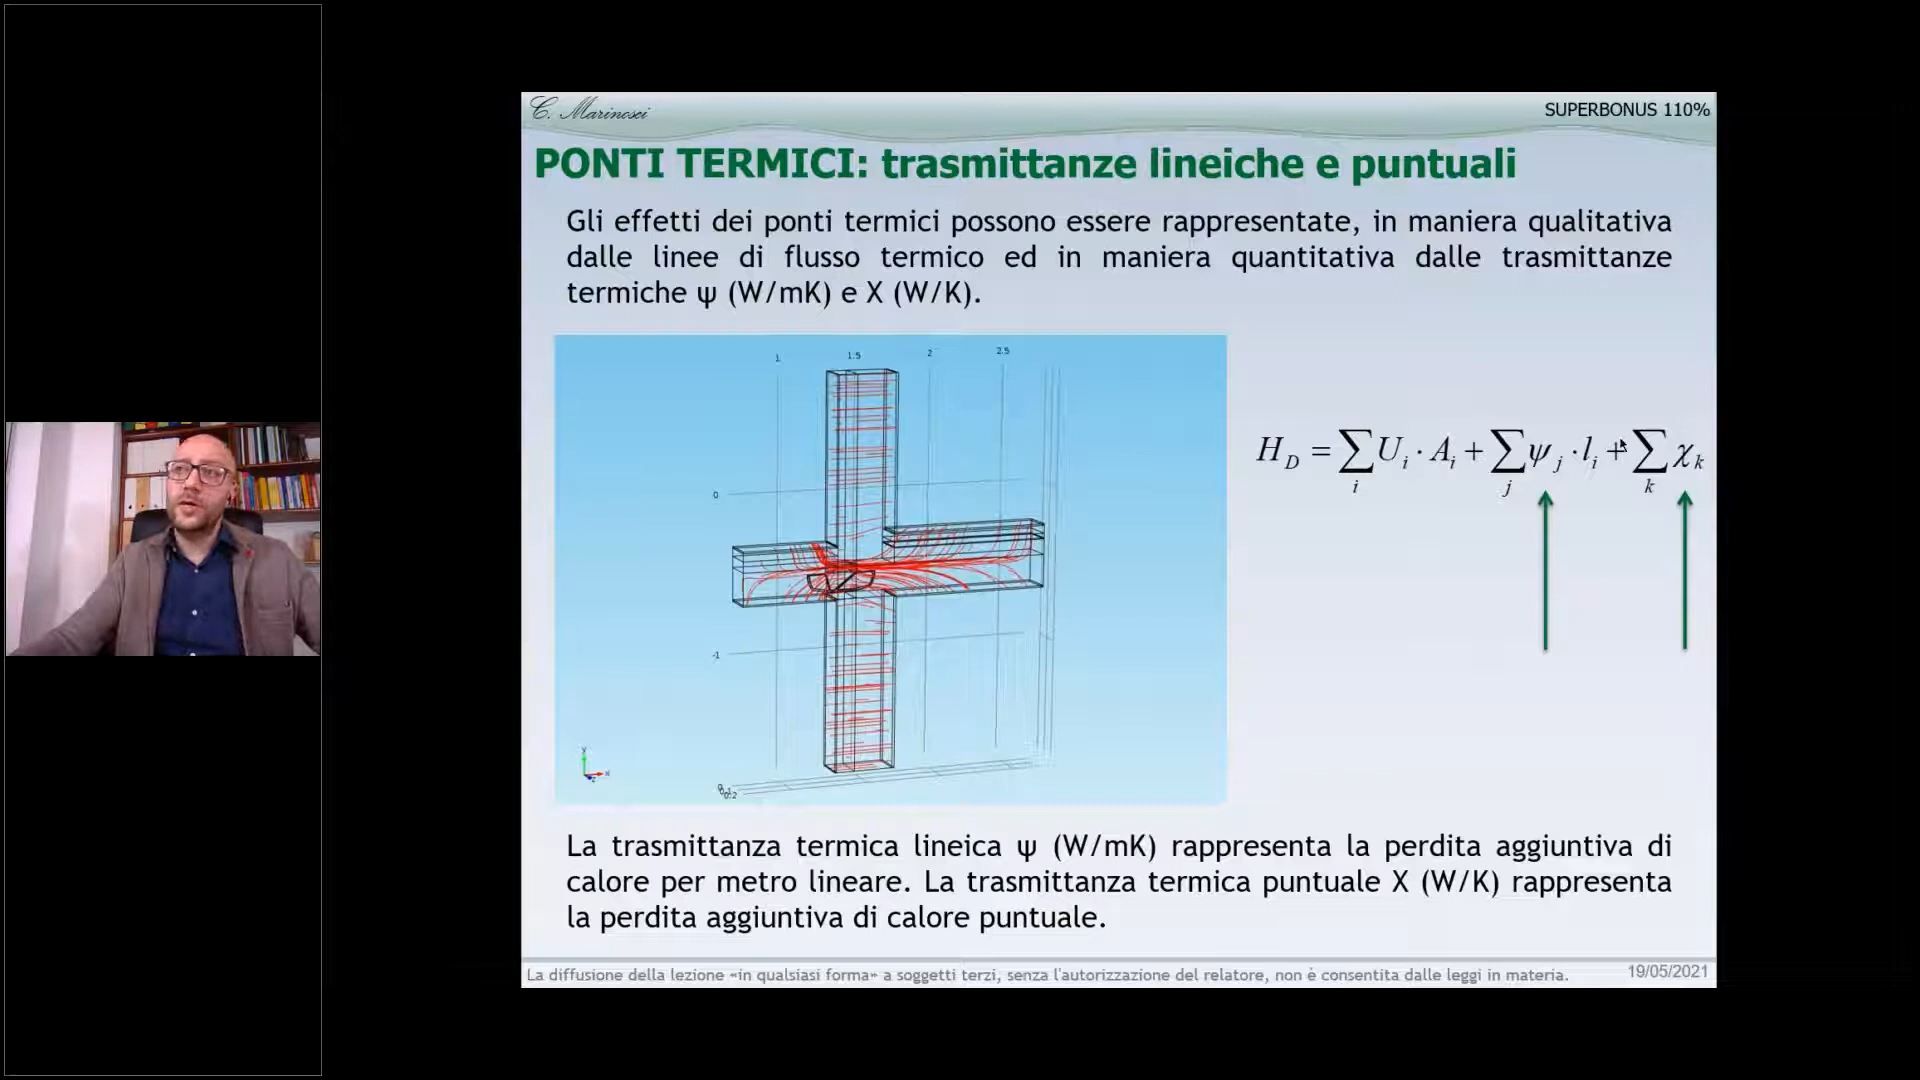 C. Marinosci
SUPERBONUS 110%
PONTI TERMICI: trasmittanze lineiche e puntuali
Gli effetti dei ponti termici possono essere rappresentate, in maniera qualitativa
dalle linee di flusso termico ed in maniera quantitativa dalle trasmittanze
termiche ψ (W/mK) e X (W/K).
1 1.5 2 2.5
0
-1
y
x
z
H_D = ∑_i U_i · A_i + ∑_j ψ_j · l_i + ∑_k χ_k
La trasmittanza termica lineica ψ (W/mK) rappresenta la perdita aggiuntiva di
calore per metro lineare. La trasmittanza termica puntuale X (W/K) rappresenta
la perdita aggiuntiva di calore puntuale.
La diffusione della lezione «in qualsiasi forma» a soggetti terzi, senza l'autorizzazione del relatore, non è consentita dalle leggi in materia.
19/05/2021